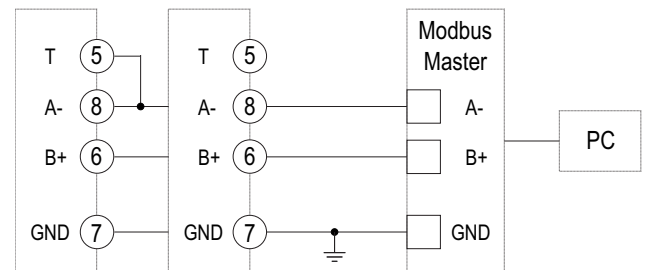 Modbus
Master
T 5 T 5
A- 8 A- 8 A-
B+ 6 B+ 6 B+
PC
GND 7 GND 7 GND